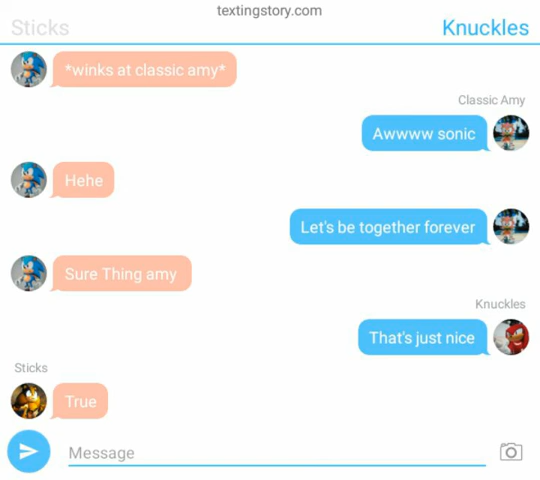 textingstory.com
Sticks
Knuckles
*winks at classic amy*
Classic Amy
Awwww sonic
Hehe
Let's be together forever
Sure Thing amy
Knuckles
That's just nice
Sticks
True
Message